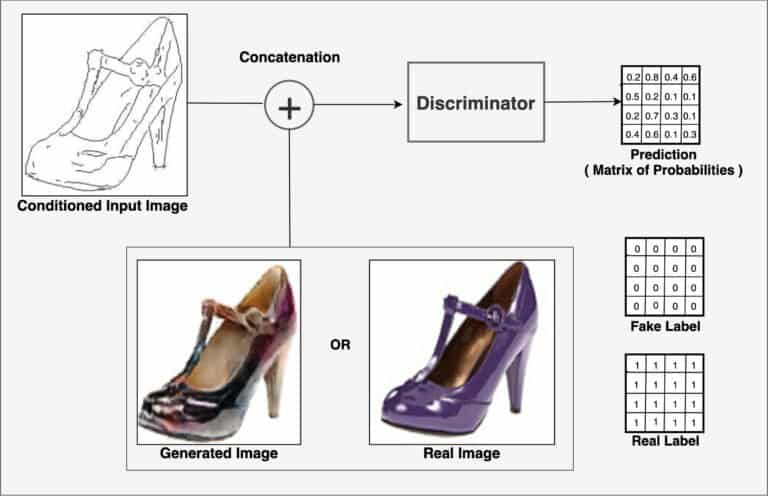 Concatenation
+
Discriminator
0.2 0.8 0.4 0.6
0.5 0.2 0.1 0.1
0.2 0.7 0.3 0.1
0.4 0.6 0.1 0.3
Prediction
( Matrix of Probabilities )
Conditioned Input Image
Generated Image
OR
Real Image
0 0 0 0
0 0 0 0
0 0 0 0
0 0 0 0
Fake Label
1 1 1 1
1 1 1 1
1 1 1 1
1 1 1 1
Real Label